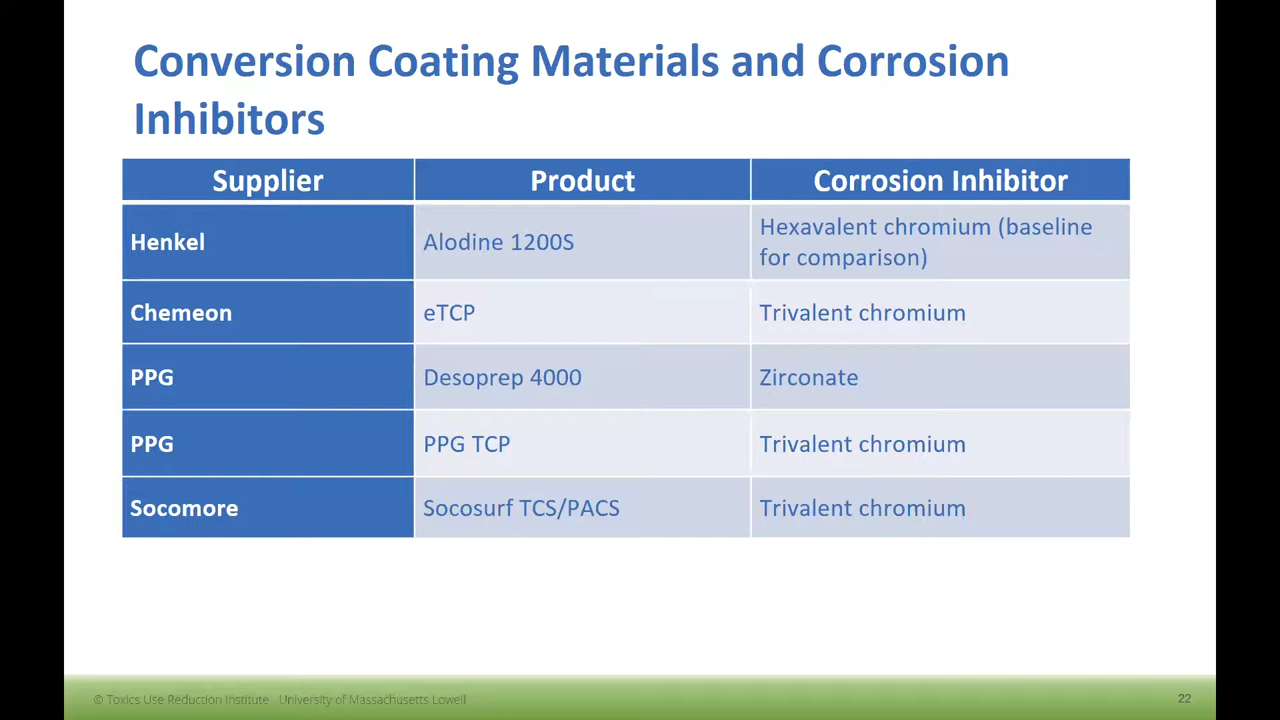 Conversion Coating Materials and Corrosion
Inhibitors
Supplier Product Corrosion Inhibitor
Henkel Alodine 1200S Hexavalent chromium (baseline
for comparison)
Chemeon eTCP Trivalent chromium
PPG Desoprep 4000 Zirconate
PPG PPG TCP Trivalent chromium
Socomore Socosurf TCS/PACS Trivalent chromium
© Toxics Use Reduction Institute University of Massachusetts Lowell 22